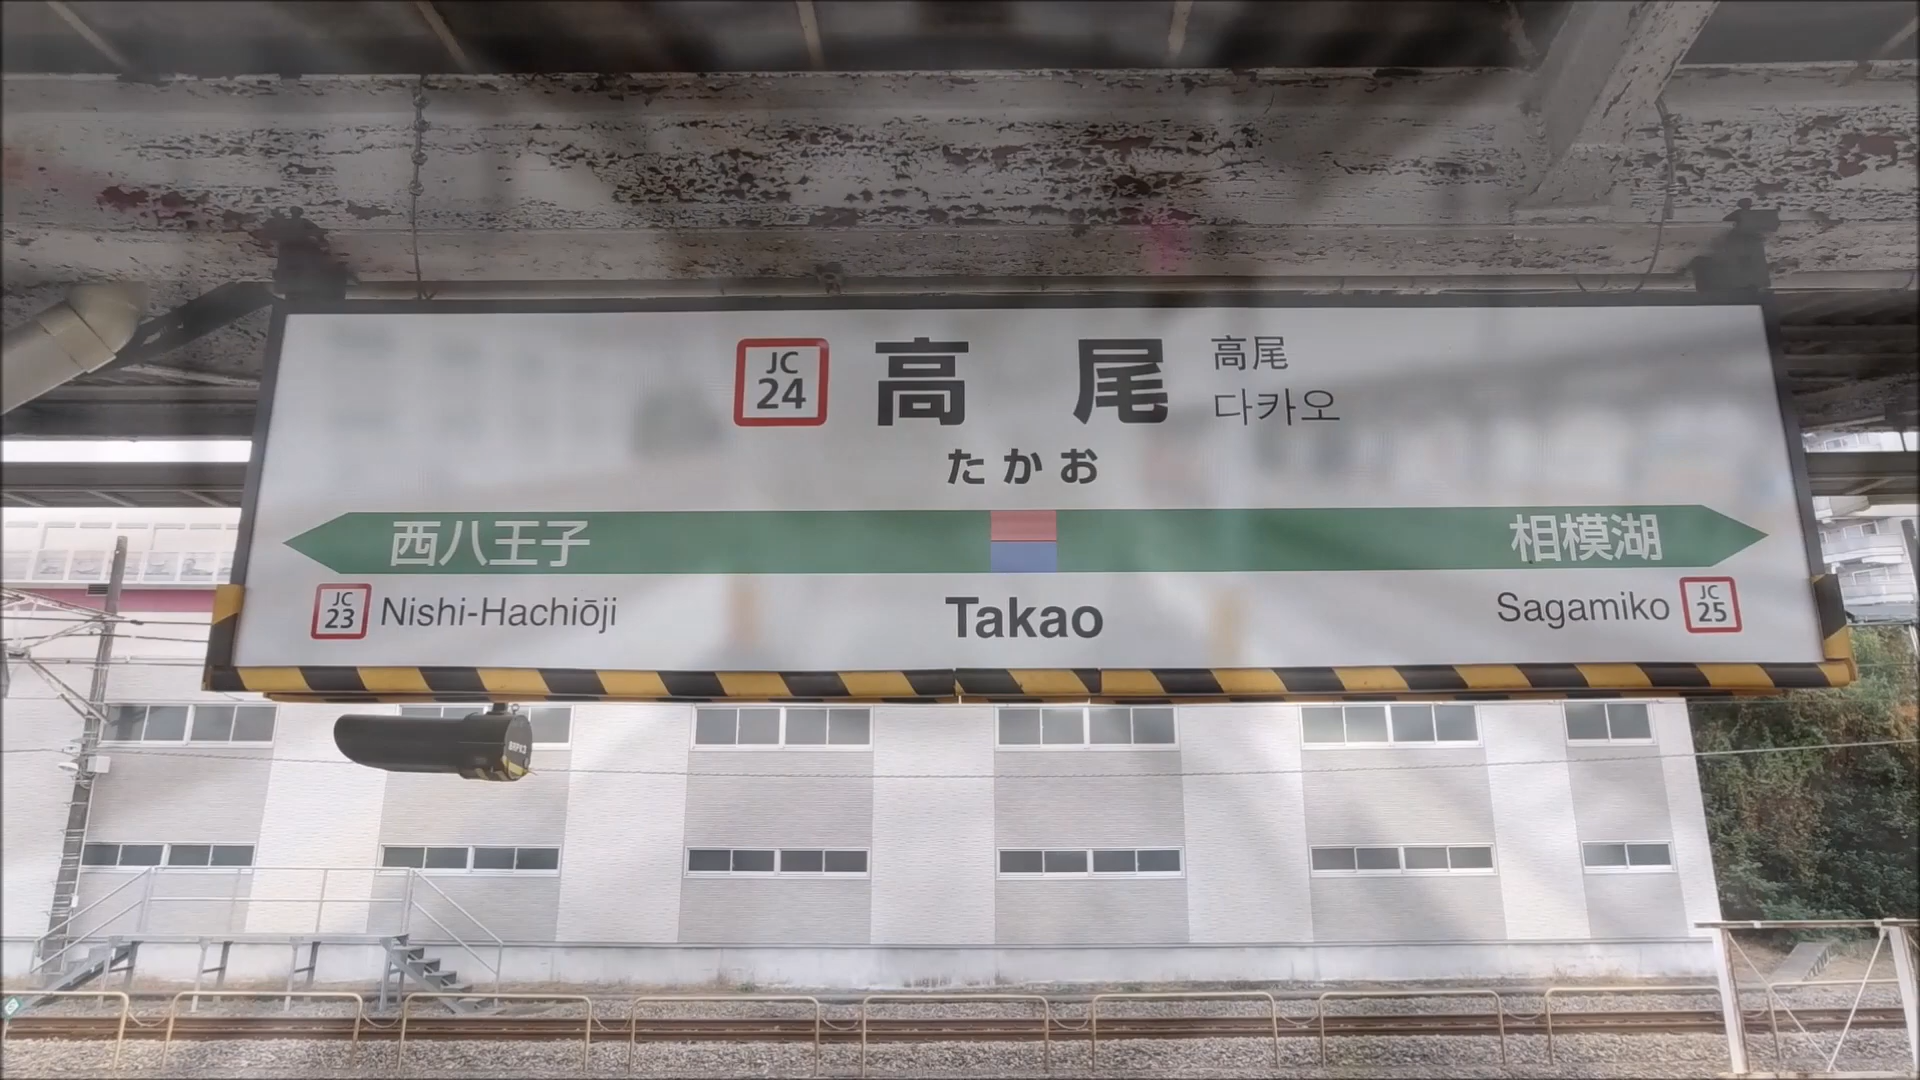 JC
24
高尾
高尾
다카오
たかお
西八王子
相模湖
JC
23
Nishi-Hachiōji
Takao
Sagamiko
JC
25